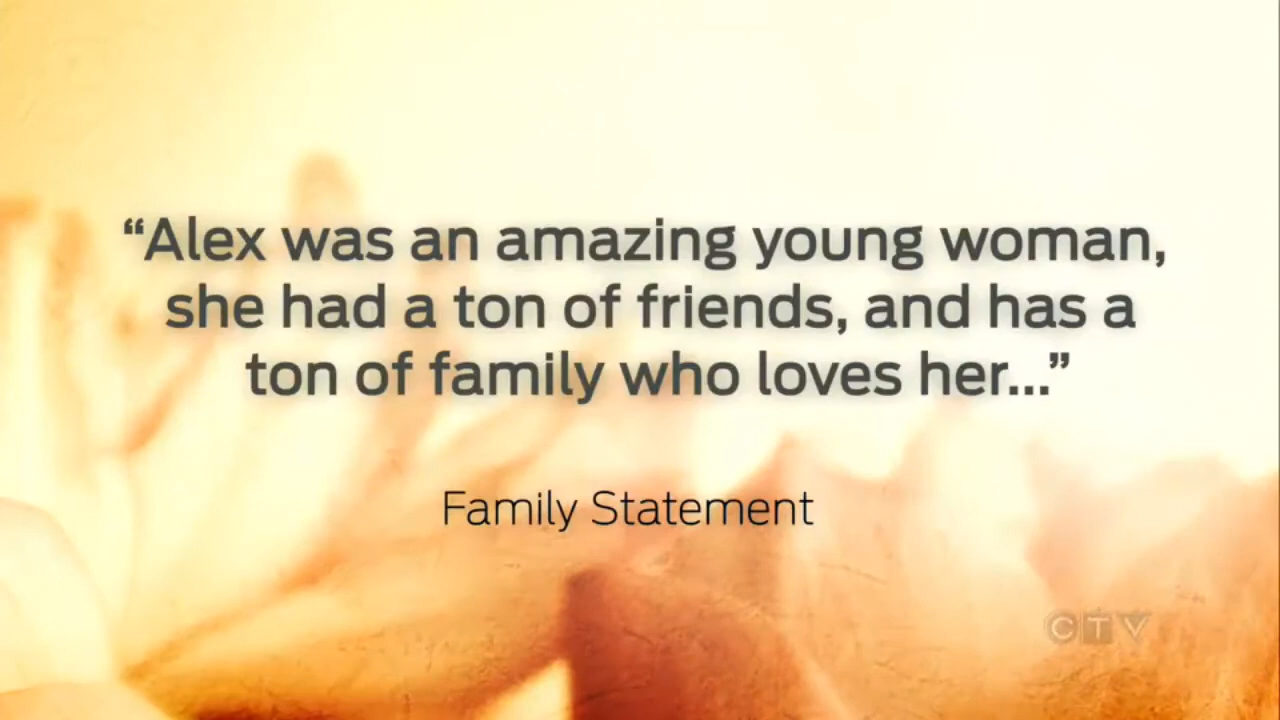 “Alex was an amazing young woman,
she had a ton of friends, and has a
ton of family who loves her...”
Family Statement
CTV